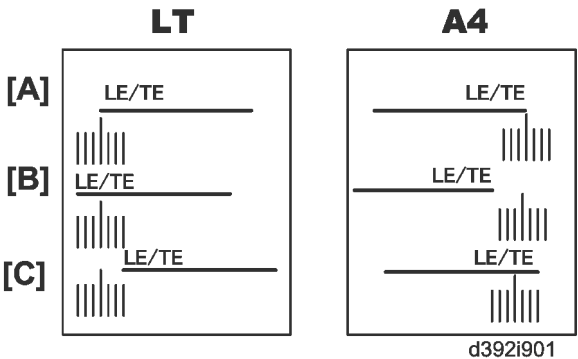 LT A4
[A] LE/TE LE/TE
[B] LE/TE LE/TE
[C] LE/TE LE/TE
d392i901